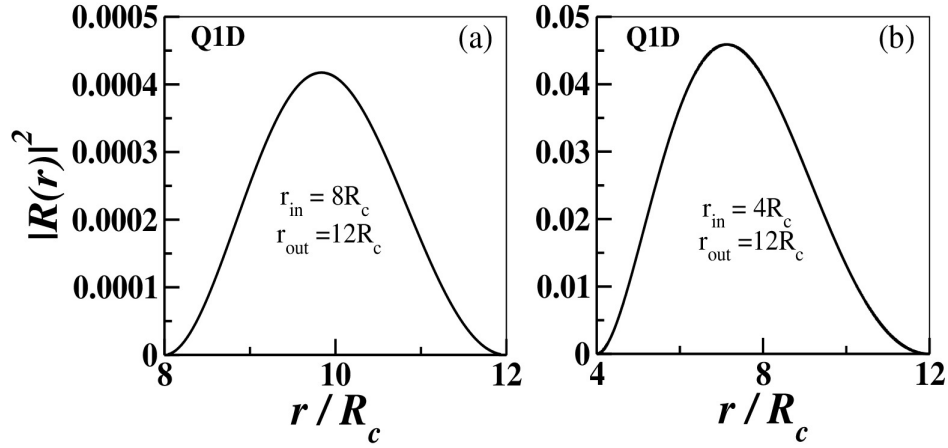 0.0005
0.0004
0.0003
0.0002
0.0001
0
|R(r)|²
Q1D
(a)
r_in = 8R_c
r_out =12R_c
8
10
12
r / R_c
0.05
0.04
0.03
0.02
0.01
0
Q1D
(b)
r_in = 4R_c
r_out =12R_c
4
8
12
r / R_c